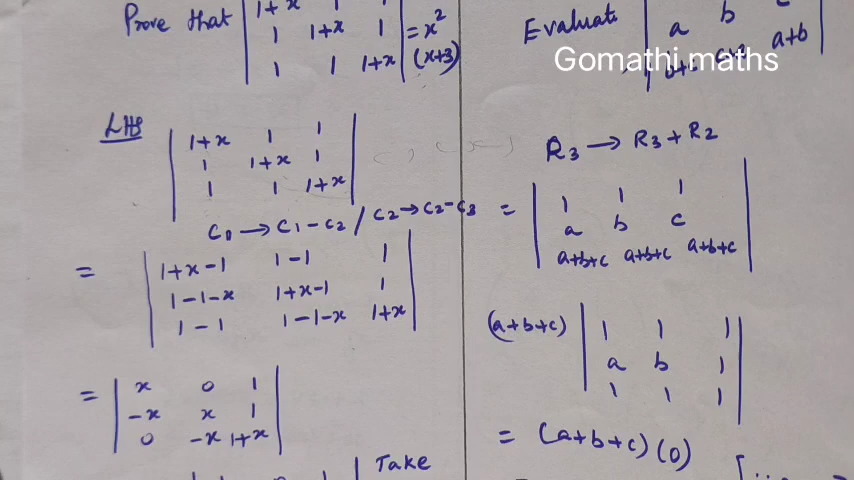 Prove that | 1+x 1 1 |
| 1 1+x 1 | = x²
| 1 1 1+x | (x+3)
LHS
| 1+x 1 1 |
| 1 1+x 1 |
| 1 1 1+x |
C₁ → C₁-C₂ / C₂ → C₂-C₃
= | 1+x-1 1-1 1 |
| 1-1-x 1+x-1 1 |
| 1-1 1-1-x 1+x |
= | x 0 1 |
| -x x 1 |
| 0 -x 1+x |
Take
Evaluate
| a b c |
| b+c c+a a+b |
Gomathi maths
R₃ → R₃ + R₂
= | 1 1 1 |
| a b c |
| a+b+c a+b+c a+b+c |
(a+b+c) | 1 1 1 |
| a b 1 |
| 1 1 1 |
= (a+b+c) (0)